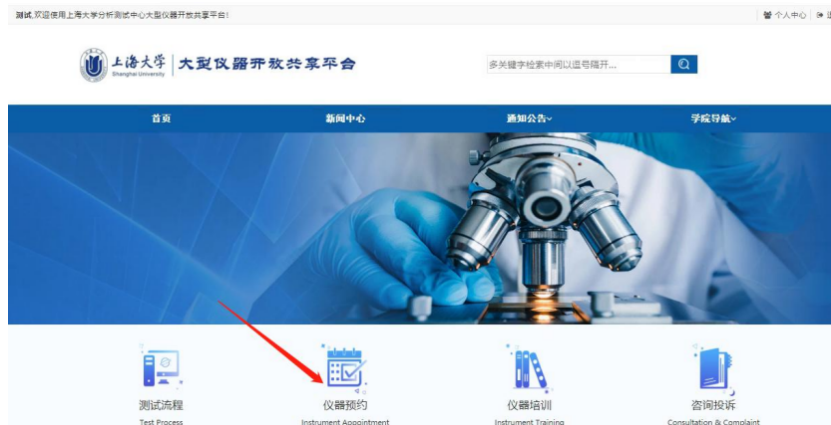 测试,欢迎使用上海大学分析测试中心大型仪器开放共享平台!
个人中心
上海大学 大型仪器开放共享平台
Shanghai University
多关键字检索中间以逗号隔开...
首页 新闻中心 通知公告 学院导航
测试流程 仪器预约 仪器培训 咨询投诉
Test Process Instrument Appointment Instrument Training Consultation & Complaint